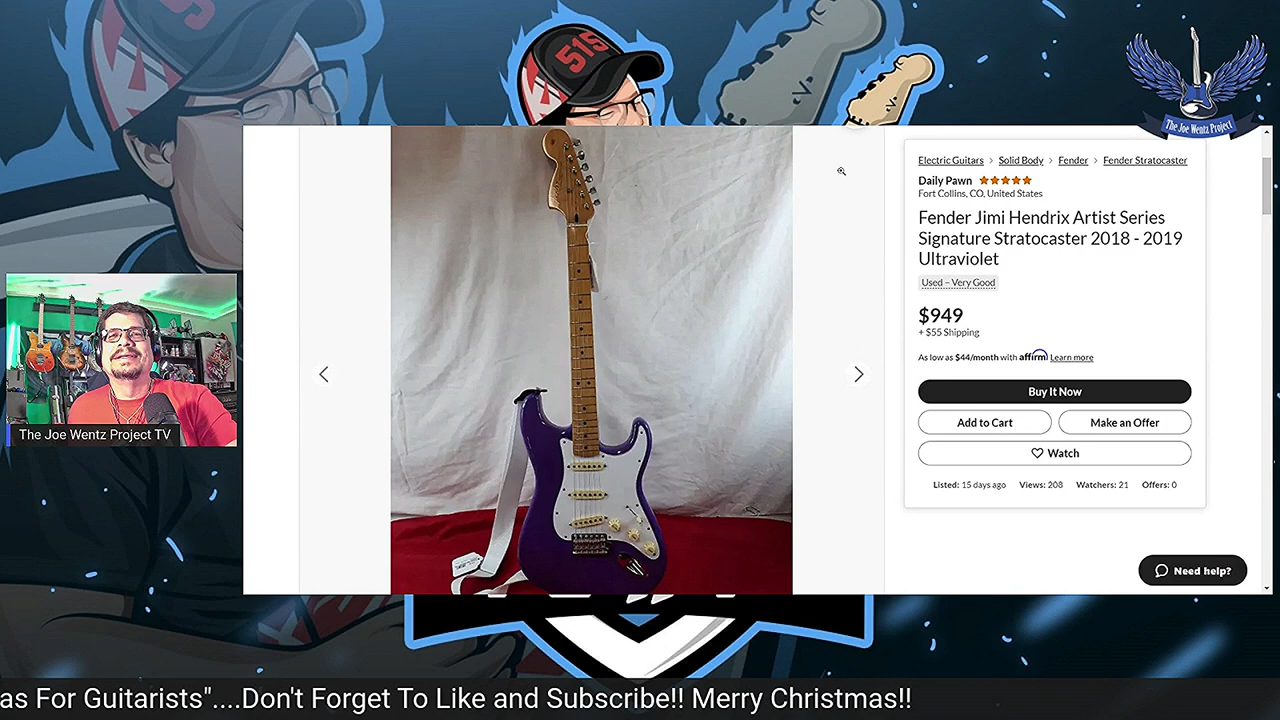 515
The Joe Wentz Project
Electric Guitars > Solid Body > Fender > Fender Stratocaster
Daily Pawn
Fort Collins, CO, United States
Fender Jimi Hendrix Artist Series
Signature Stratocaster 2018 - 2019
Ultraviolet
Used – Very Good
$949
+ $55 Shipping
As low as $44/month with affirm Learn more
Buy It Now
Add to Cart
Make an Offer
Watch
Listed: 15 days ago Views: 208 Watchers: 21 Offers: 0
Need help?
The Joe Wentz Project TV
as For Guitarists"....Don't Forget To Like and Subscribe!! Merry Christmas!!